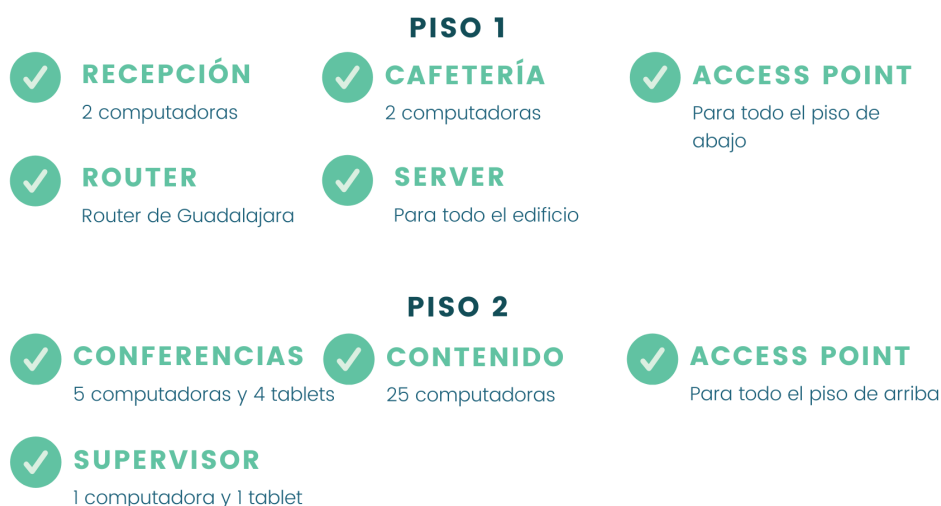 PISO 1
RECEPCIÓN
2 computadoras
CAFETERÍA
2 computadoras
ACCESS POINT
Para todo el piso de
abajo
ROUTER
Router de Guadalajara
SERVER
Para todo el edificio
PISO 2
CONFERENCIAS
5 computadoras y 4 tablets
CONTENIDO
25 computadoras
ACCESS POINT
Para todo el piso de arriba
SUPERVISOR
1 computadora y 1 tablet